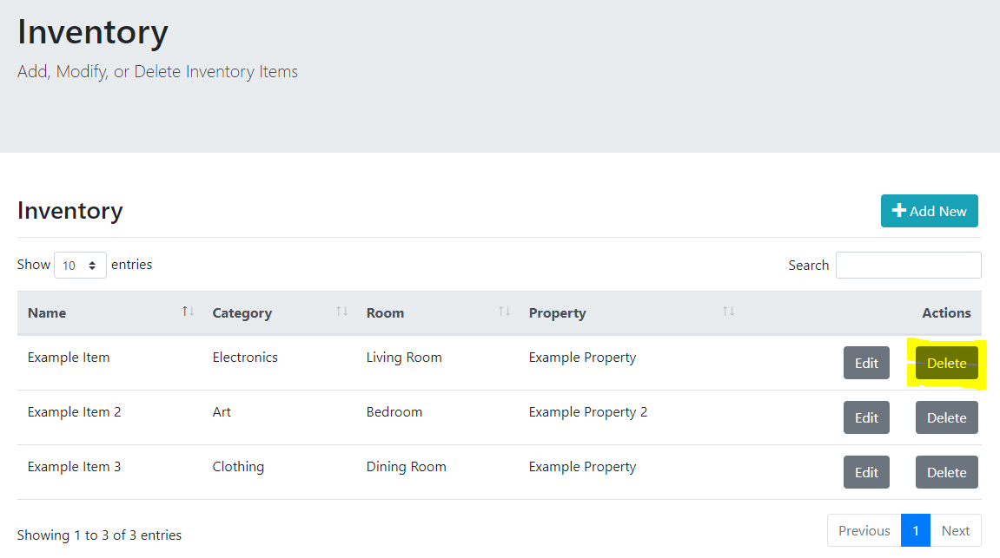 Inventory
Add, Modify, or Delete Inventory Items
Inventory
Add New
Show 10 entries Search
Name Category Room Property Actions
Example Item Electronics Living Room Example Property Edit Delete
Example Item 2 Art Bedroom Example Property 2 Edit Delete
Example Item 3 Clothing Dining Room Example Property Edit Delete
Showing 1 to 3 of 3 entries Previous 1 Next